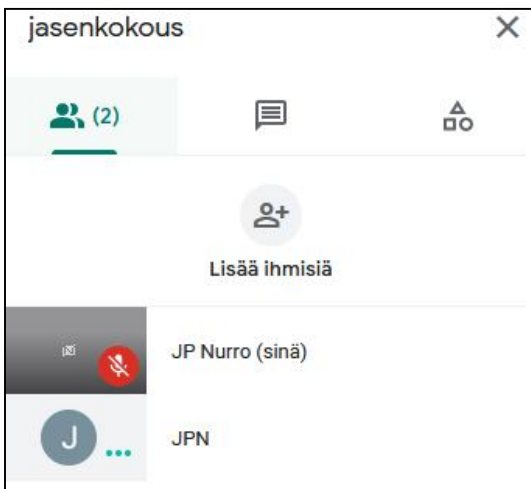 jasenkokous
(2)
Lisää ihmisiä
JP Nurro (sinä)
J
JPN